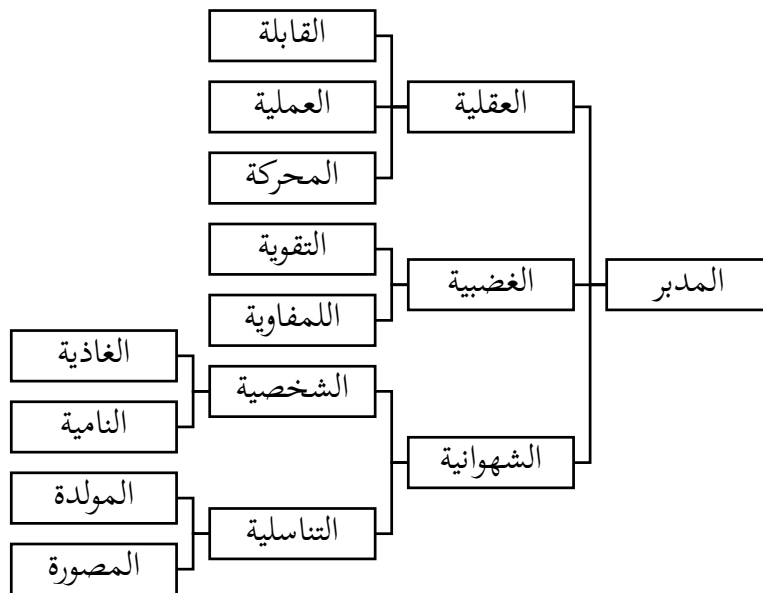 المدبر
العقلية
القابلة
العملية
المحركة
الغضبية
التقوية
اللمفاوية
الشهوانية
الشخصية
الغاذية
النامية
التناسلية
المولدة
المصورة